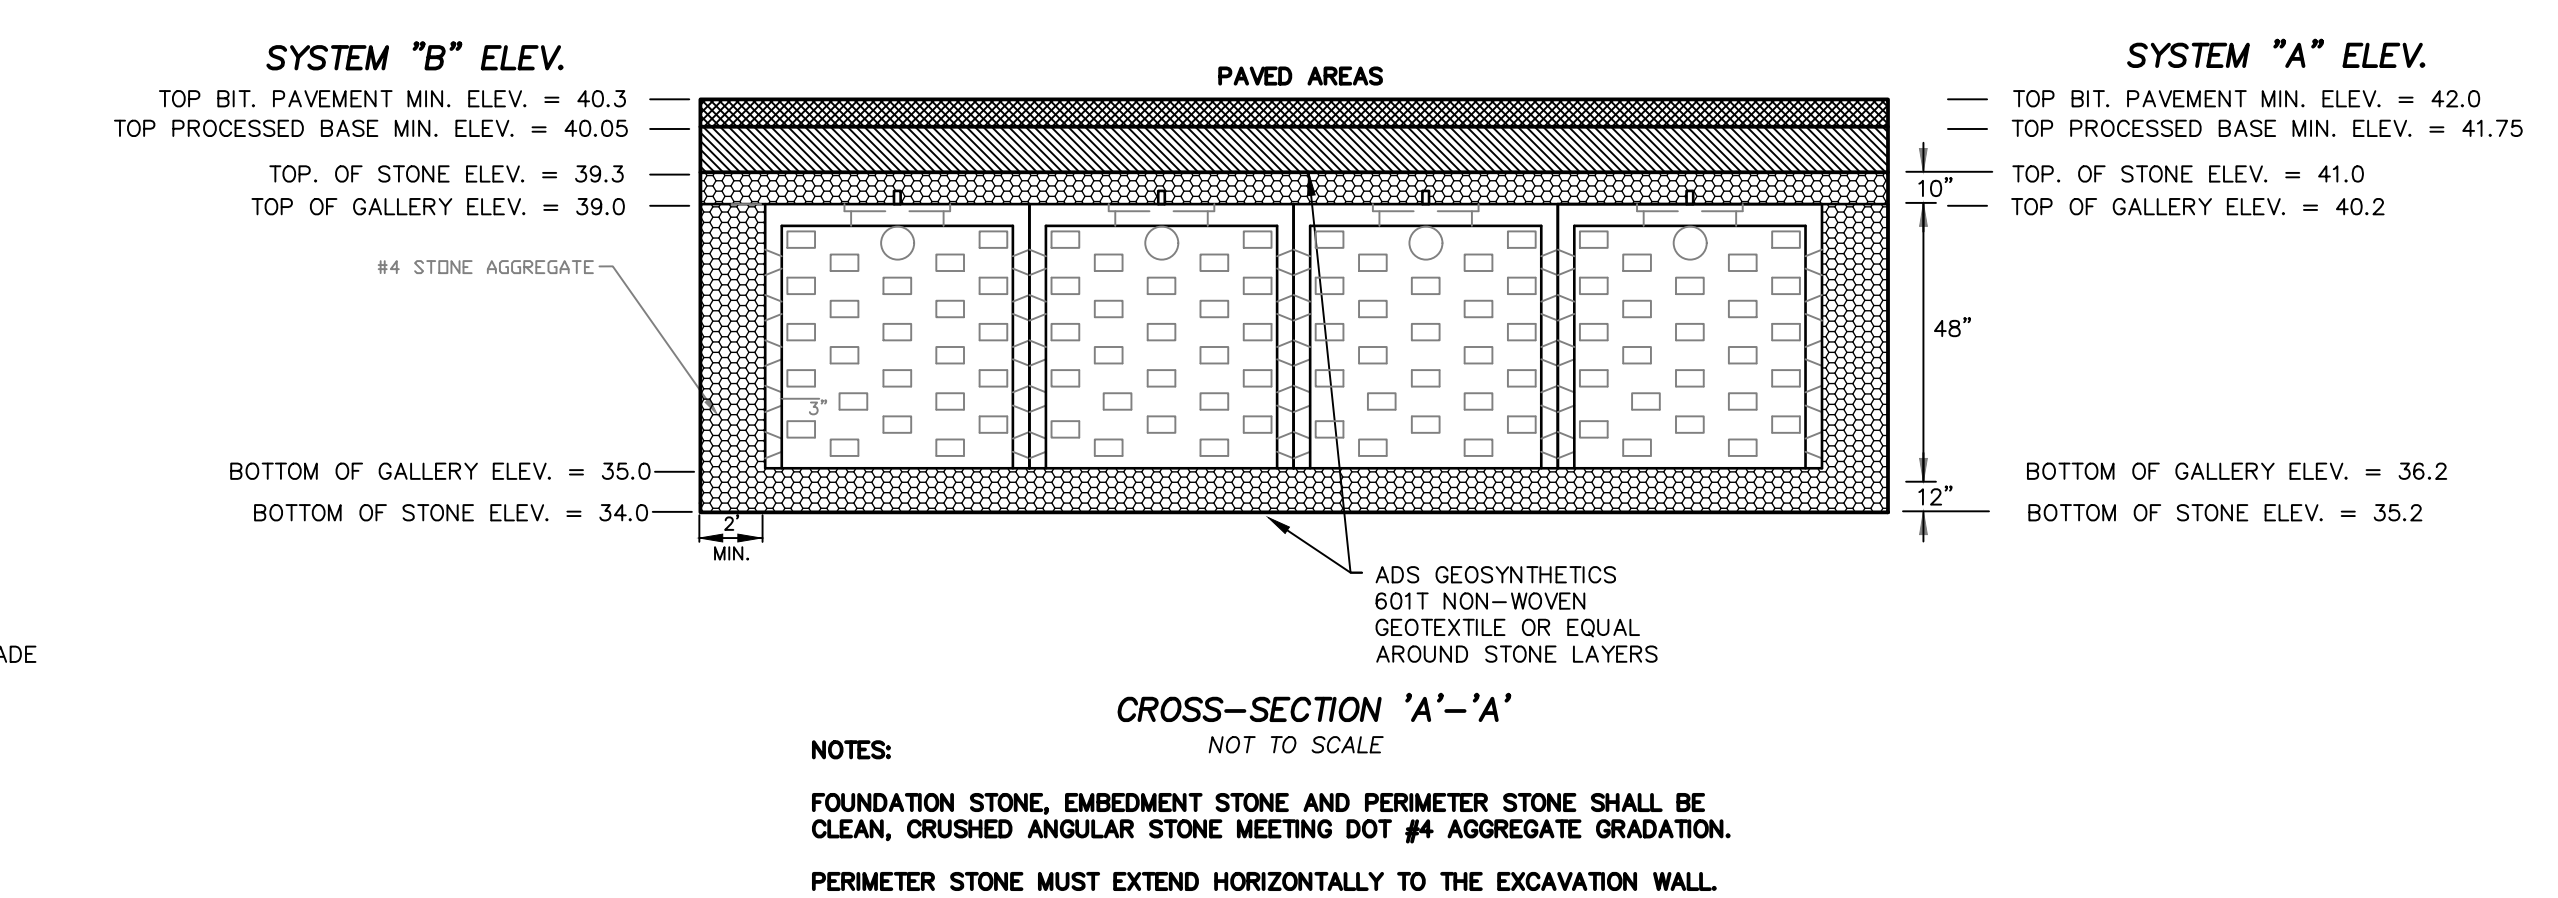 SYSTEM "B" ELEV.
TOP BIT. PAVEMENT MIN. ELEV. = 40.3
TOP PROCESSED BASE MIN. ELEV. = 40.05
TOP. OF STONE ELEV. = 39.3
TOP OF GALLERY ELEV. = 39.0
#4 STONE AGGREGATE
BOTTOM OF GALLERY ELEV. = 35.0
BOTTOM OF STONE ELEV. = 34.0
ADE
PAVED AREAS
3"
2'
MIN.
SYSTEM "A" ELEV.
TOP BIT. PAVEMENT MIN. ELEV. = 42.0
TOP PROCESSED BASE MIN. ELEV. = 41.75
TOP. OF STONE ELEV. = 41.0
10"
TOP OF GALLERY ELEV. = 40.2
48"
BOTTOM OF GALLERY ELEV. = 36.2
12"
BOTTOM OF STONE ELEV. = 35.2
ADS GEOSYNTHETICS
601T NON-WOVEN
GEOTEXTILE OR EQUAL
AROUND STONE LAYERS
CROSS-SECTION 'A'-'A'
NOT TO SCALE
NOTES:
FOUNDATION STONE, EMBEDMENT STONE AND PERIMETER STONE SHALL BE
CLEAN, CRUSHED ANGULAR STONE MEETING DOT #4 AGGREGATE GRADATION.
PERIMETER STONE MUST EXTEND HORIZONTALLY TO THE EXCAVATION WALL.